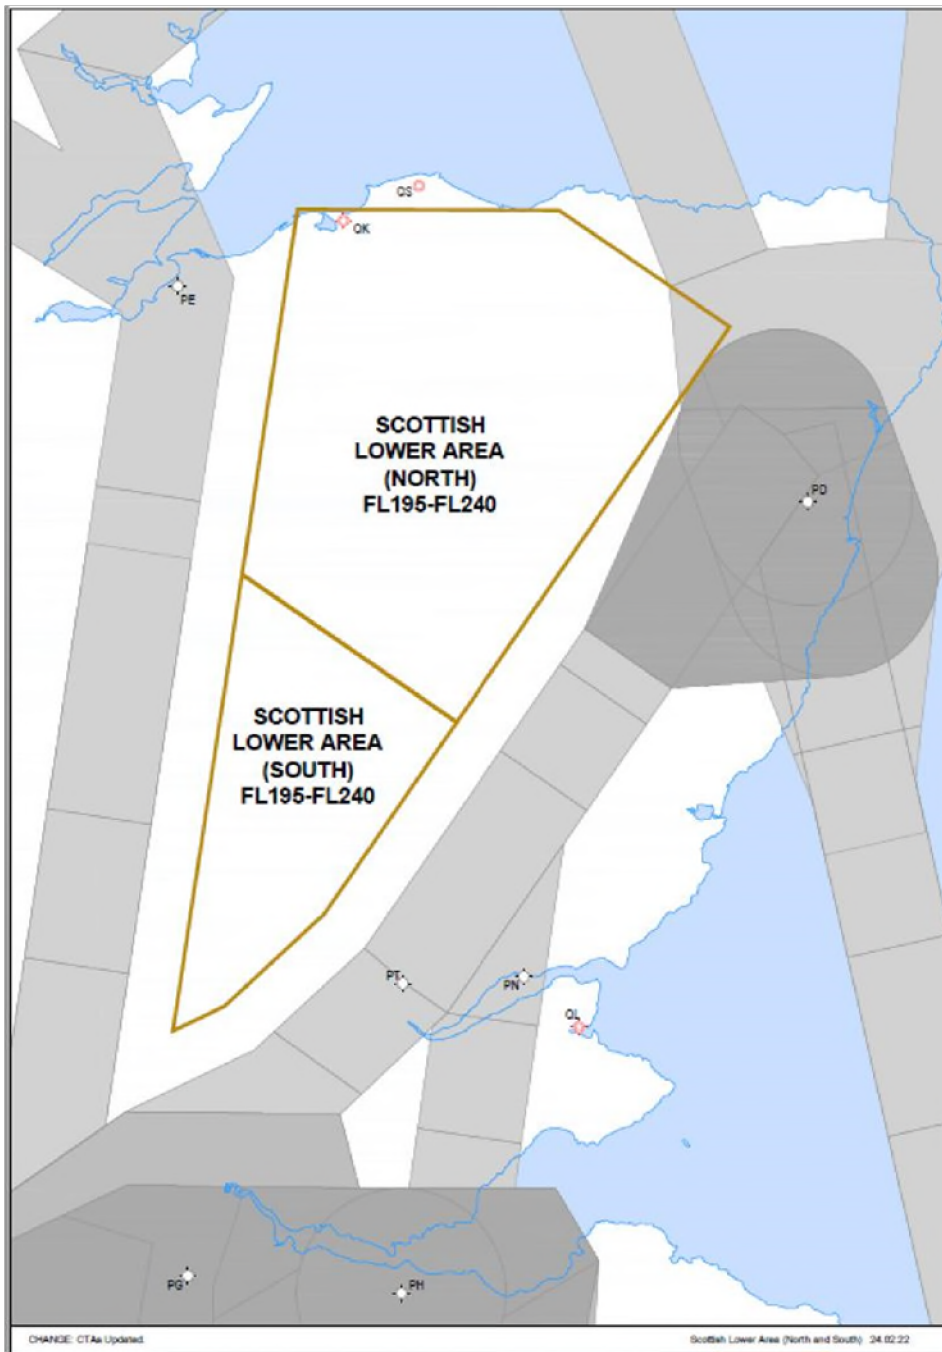 QS
QK
PE
SCOTTISH
LOWER AREA
(NORTH)
FL195-FL240
PD
SCOTTISH
LOWER AREA
(SOUTH)
FL195-FL240
PT
PN
QL
PG
PH
CHANGE: CTAs Updated.
Scottish Lower Area (North and South) 24.02.22